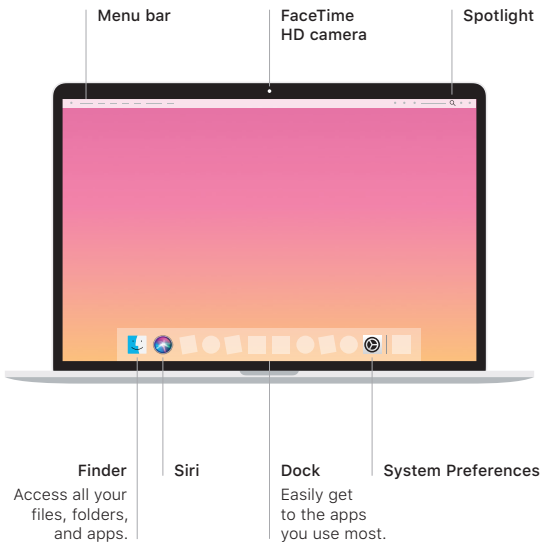 Menu bar
FaceTime
HD camera
Spotlight
Finder
Access all your
files, folders,
and apps.
Siri
Dock
Easily get
to the apps
you use most.
System Preferences